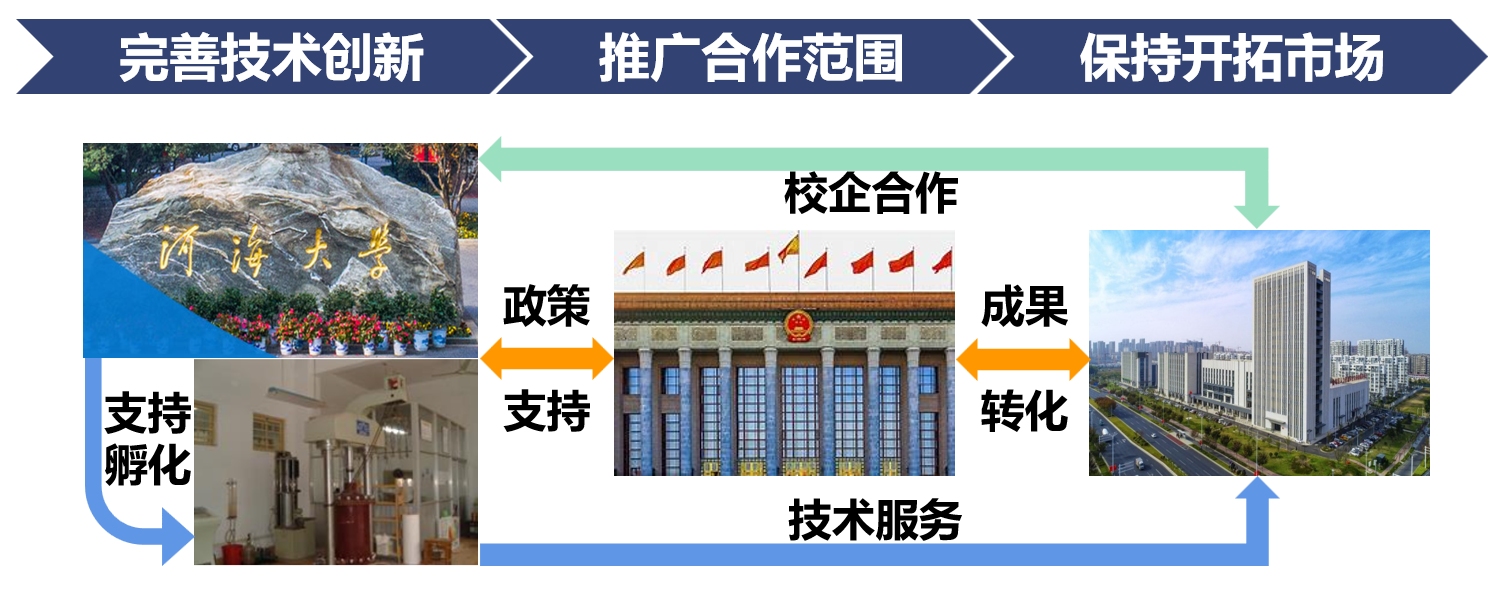 完善技术创新
推广合作范围
保持开拓市场
河海大学
校企合作
政策
支持
成果
转化
支持
孵化
技术服务